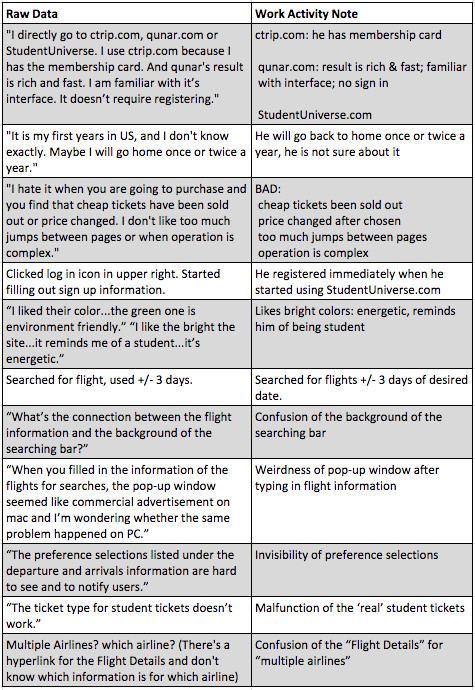 Raw Data
Work Activity Note
"I directly go to ctrip.com, qunar.com or
StudentUniverse. I use ctrip.com because I
has the membership card. And qunar's result
is rich and fast. I am familiar with it’s
interface. It doesn’t require registering."
ctrip.com: he has membership card
qunar.com: result is rich & fast; familiar
with interface; no sign in
StudentUniverse.com
"It is my first years in US, and I don't know
exactly. Maybe I will go home once or twice a
year."
He will go back to home once or twice a
year, he is not sure about it
"I hate it when you are going to purchase and
you find that cheap tickets have been sold
out or price changed. I don't like too much
jumps between pages or when operation is
complex."
BAD:
cheap tickets been sold out
price changed after chosen
too much jumps between pages
operation is complex
Clicked log in icon in upper right. Started
filling out sign up information.
He registered immediately when he
started using StudentUniverse.com
“I liked their color...the green one is
environment friendly.” “I like the bright the
site...it reminds me of a student...it’s
energetic.”
Likes bright colors: energetic, reminds
him of being student
Searched for flight, used +/- 3 days.
Searched for flights +/- 3 days of desired
date.
“What’s the connection between the flight
information and the background of the
searching bar?”
Confusion of the background of the
searching bar
“When you filled in the information of the
flights for searches, the pop-up window
seemed like commercial advertisement on
mac and I’m wondering whether the same
problem happened on PC.”
Weirdness of pop-up window after
typing in flight information
“The preference selections listed under the
departure and arrivals information are hard
to see and to notify users.”
Invisibility of preference selections
“The ticket type for student tickets doesn’t
work.”
Malfunction of the ‘real’ student tickets
Multiple Airlines? which airline? (There's a
hyperlink for the Flight Details and don't
know which information is for which airline)
Confusion of the “Flight Details” for
“multiple airlines”